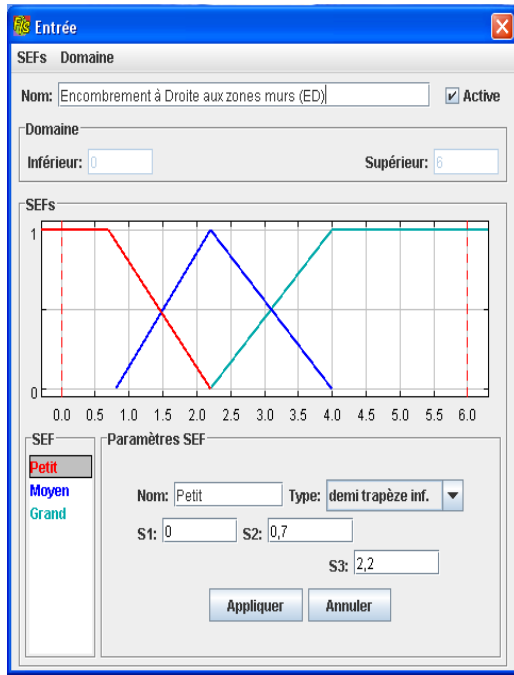 FIS Entrée
SEFs Domaine
Nom: Encombrement à Droite aux zones murs (ED) Active
Domaine
Inférieur: 0 Supérieur: 6
SEFs
1
0
0.0 0.5 1.0 1.5 2.0 2.5 3.0 3.5 4.0 4.5 5.0 5.5 6.0
SEF Paramètres SEF
Petit
Moyen
Grand
Nom: Petit Type: demi trapèze inf.
S1: 0 S2: 0,7
S3: 2,2
Appliquer Annuler